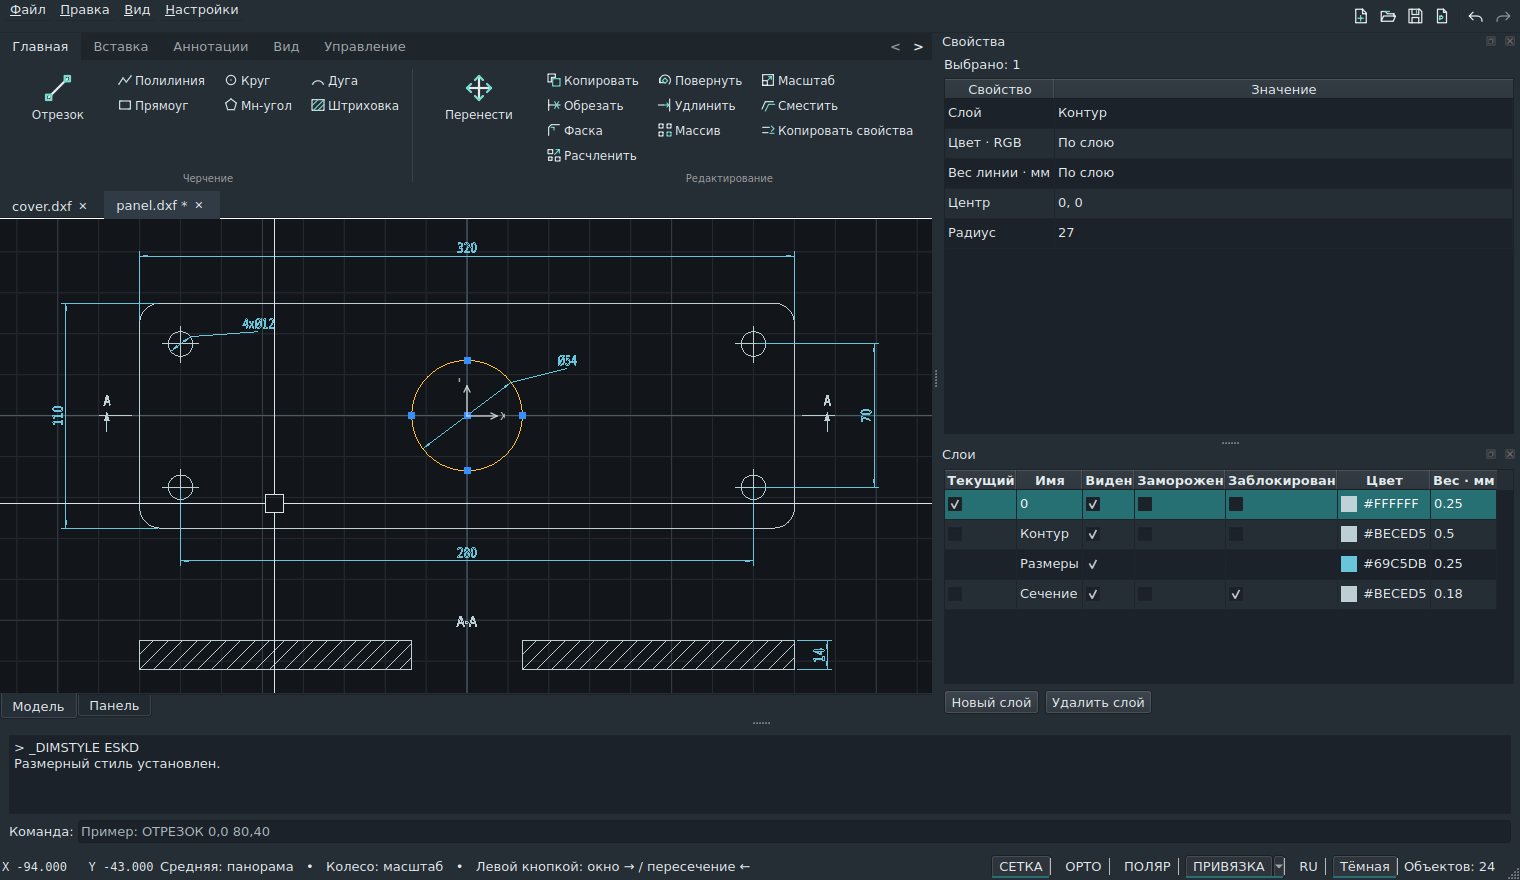 Файл Правка Вид Настройки
Главная Вставка Аннотации Вид Управление < >
Отрезок
Полилиния Круг Дуга
Прямоуг Мн-угол Штриховка
Черчение
Перенести
Копировать Повернуть Масштаб
Обрезать Удлинить Сместить
Фаска Массив Копировать свойства
Расчленить
Редактирование
cover.dxf × panel.dxf * ×
320
4xØ12
Ø54
110
70
A
A
X
280
A-A
14
Модель Панель
Свойства
Выбрано: 1
Свойство Значение
Слой Контур
Цвет · RGB По слою
Вес линии · мм По слою
Центр 0, 0
Радиус 27
Слои
Текущий Имя Виден Заморожен Заблокирован Цвет Вес · мм
0 #FFFFFF 0.25
Контур #BECED5 0.5
Размеры #69C5DB 0.25
Сечение #BECED5 0.18
Новый слой Удалить слой
> _DIMSTYLE ESKD
Размерный стиль установлен.
Команда: Пример: ОТРЕЗОК 0,0 80,40
X -94.000 Y -43.000 Средняя: панорама • Колесо: масштаб • Левой кнопкой: окно → / пересечение ← СЕТКА ОРТО ПОЛЯР ПРИВЯЗКА RU Тёмная Объектов: 24